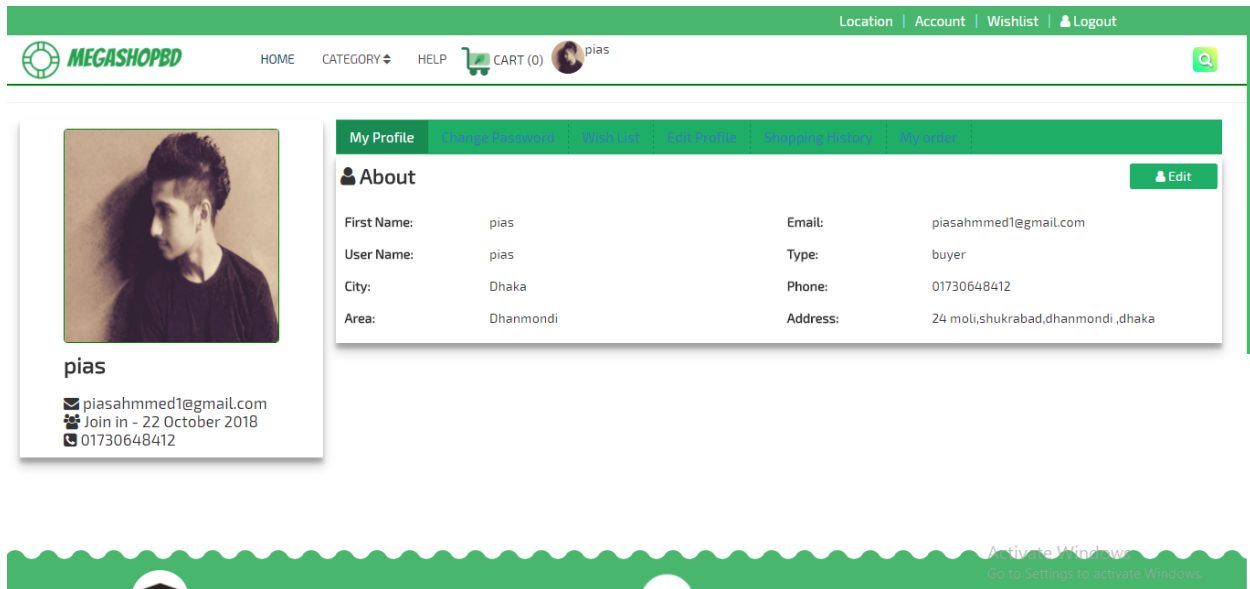 Location | Account | Wishlist | Logout
MEGASHOPBD
HOME CATEGORY HELP CART (0) pias
My Profile Change Password Wish List Edit Profile Shopping History My order
About Edit
First Name: pias Email: piasahmmed1@gmail.com
User Name: pias Type: buyer
City: Dhaka Phone: 01730648412
Area: Dhanmondi Address: 24 moli,shukrabad,dhanmondi ,dhaka
pias
piasahmmed1@gmail.com
Join in - 22 October 2018
01730648412
Activate Windows
Go to Settings to activate Windows.